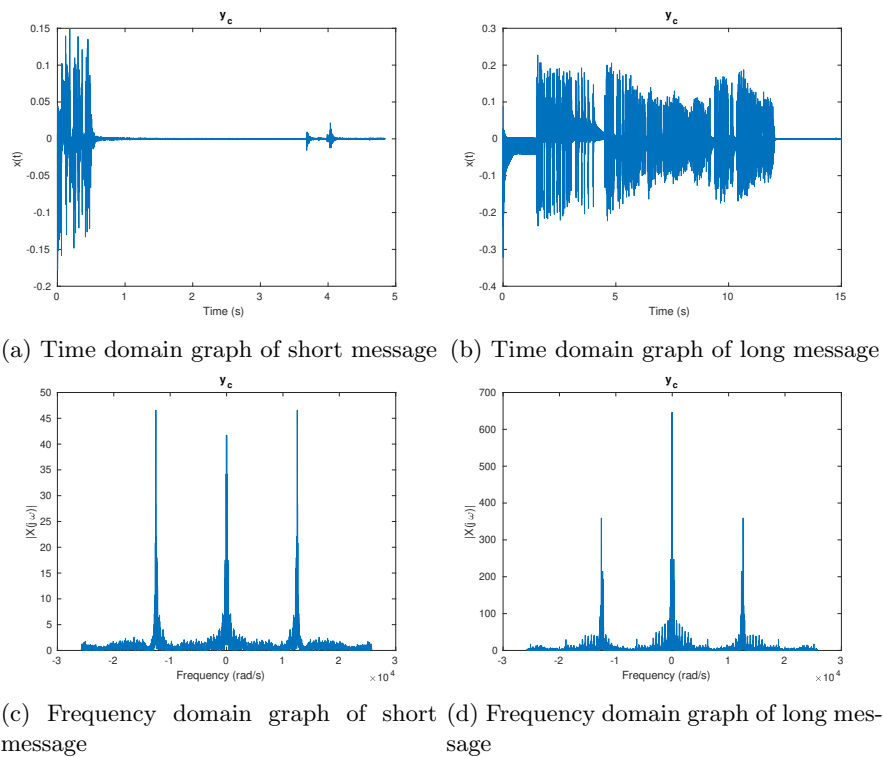 y_c
0.15
0.1
0.05
0
-0.05
-0.1
-0.15
-0.2
x(t)
0 1 2 3 4 5
Time (s)
(a) Time domain graph of short message
y_c
0.3
0.2
0.1
0
-0.1
-0.2
-0.3
-0.4
x(t)
0 5 10 15
Time (s)
(b) Time domain graph of long message
y_c
50
45
40
35
30
25
20
15
10
5
0
|X(j ω)|
-3 -2 -1 0 1 2 3
Frequency (rad/s)
×10^4
(c) Frequency domain graph of short
message
y_c
700
600
500
400
300
200
100
0
|X(j ω)|
-3 -2 -1 0 1 2 3
Frequency (rad/s)
×10^4
(d) Frequency domain graph of long mes-
sage